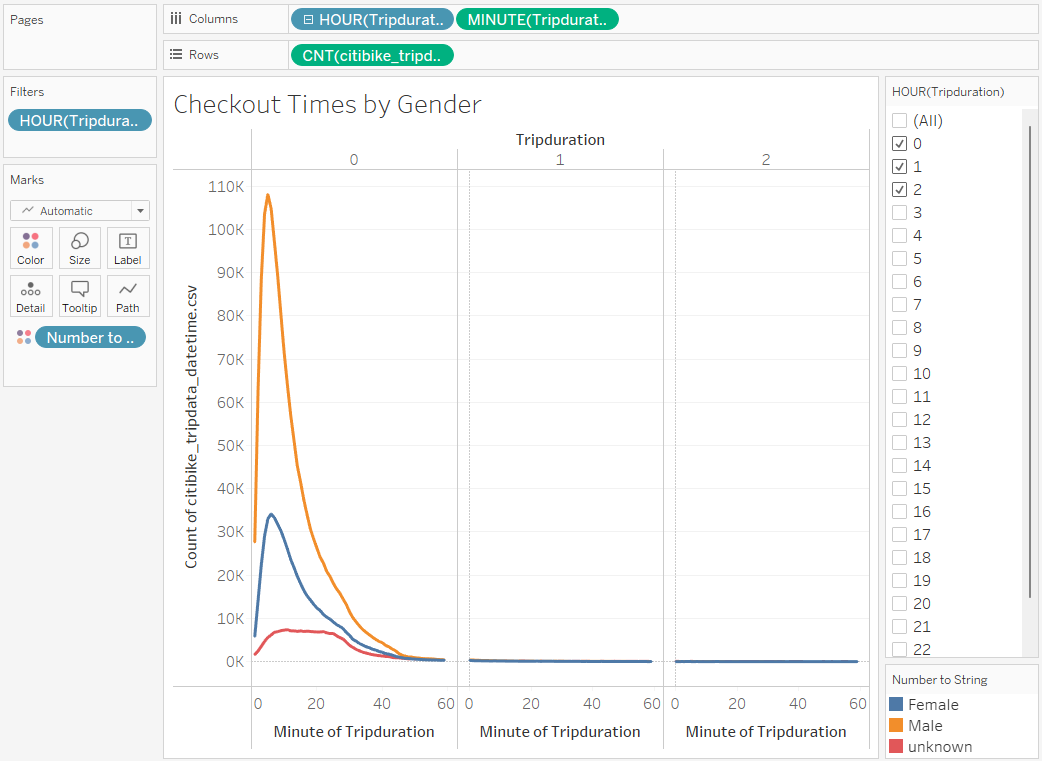 Pages
Columns
HOUR(Tripdurat..
MINUTE(Tripdurat..
Rows
CNT(citibike_tripd..
Filters
HOUR(Tripdura..
Marks
Automatic
Color
Size
Label
Detail
Tooltip
Path
Number to ..
Checkout Times by Gender
Tripduration
0
1
2
Count of citibike_tripdata_datetime.csv
110K
100K
90K
80K
70K
60K
50K
40K
30K
20K
10K
0K
0 20 40 60
0 20 40 60
0 20 40 60
Minute of Tripduration
Minute of Tripduration
Minute of Tripduration
HOUR(Tripduration)
(All)
0
1
2
3
4
5
6
7
8
9
10
11
12
13
14
15
16
17
18
19
20
21
22
Number to String
Female
Male
unknown